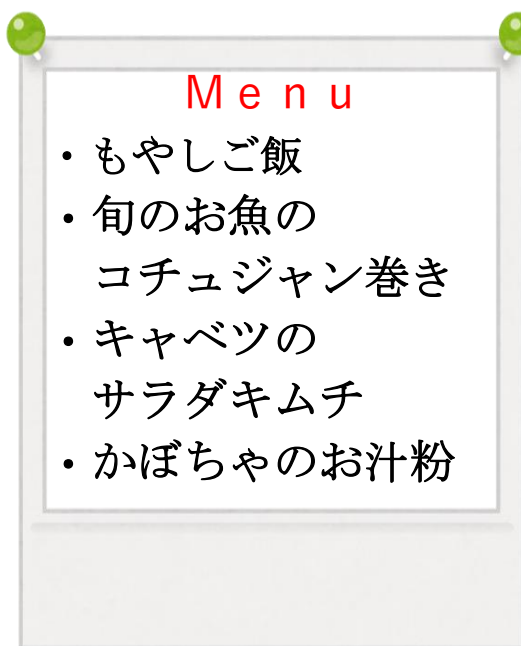 Menu
・もやしご飯
・旬のお魚の
コチュジャン巻き
・キャベツの
サラダキムチ
・かぼちゃのお汁粉